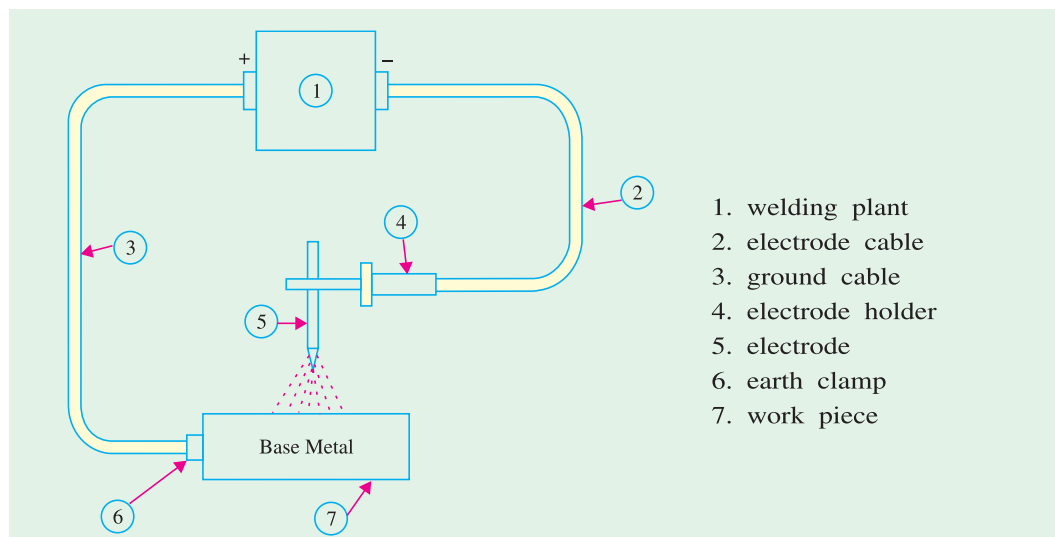 +
−
1
2
3
4
5
Base Metal
6
7
1. welding plant
2. electrode cable
3. ground cable
4. electrode holder
5. electrode
6. earth clamp
7. work piece